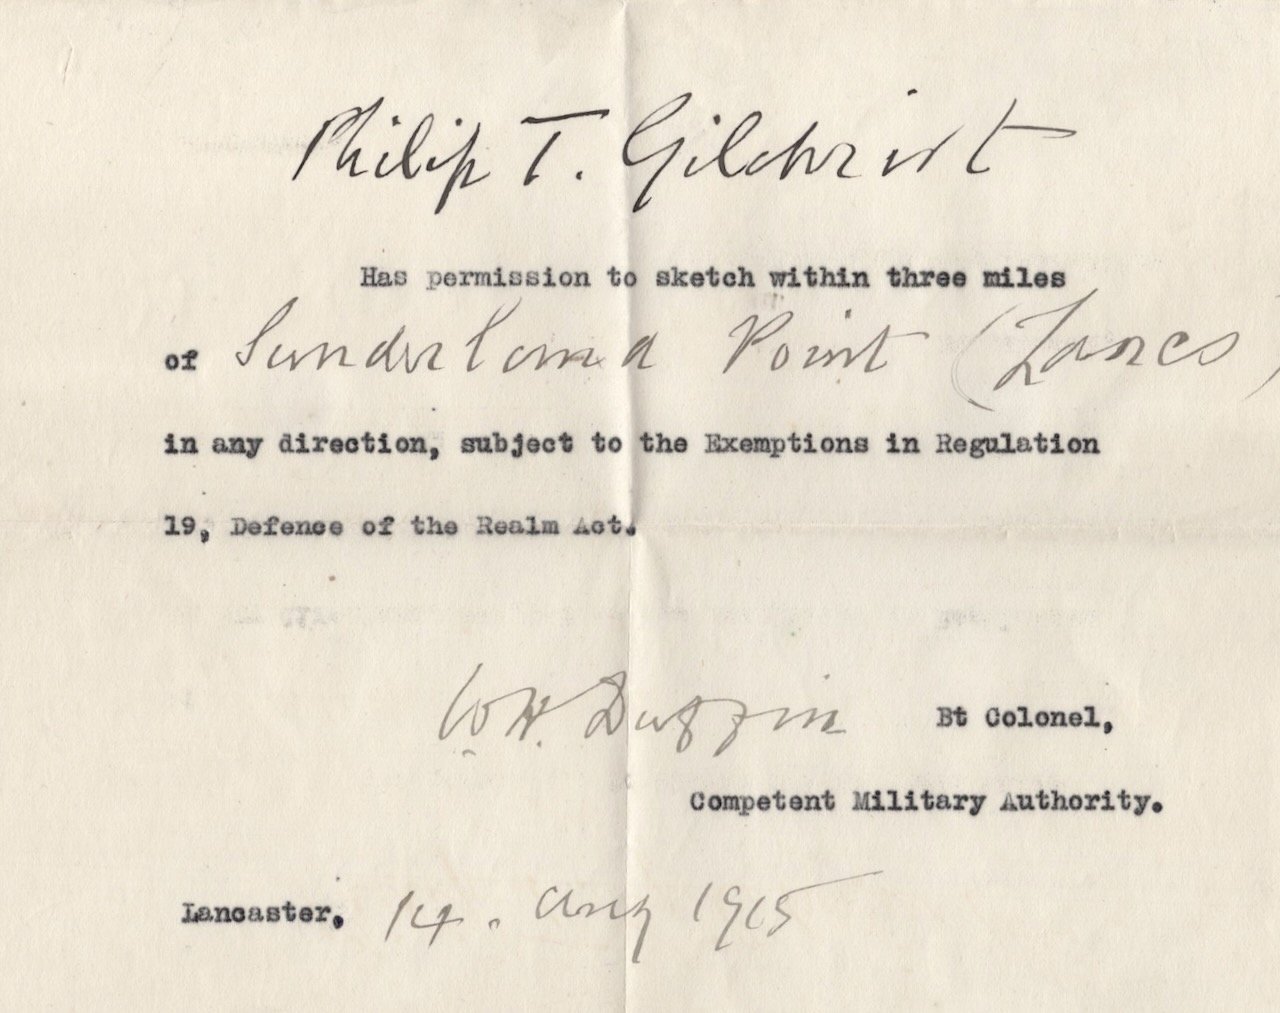 Philip T. Gilchrist
Has permission to sketch within three miles
of Sunderland Point (Lancs)
in any direction, subject to the Exemptions in Regulation
19, Defence of the Realm Act.
W.H. Duffin Bt Colonel,
Competent Military Authority.
Lancaster, 14. Aug 1915